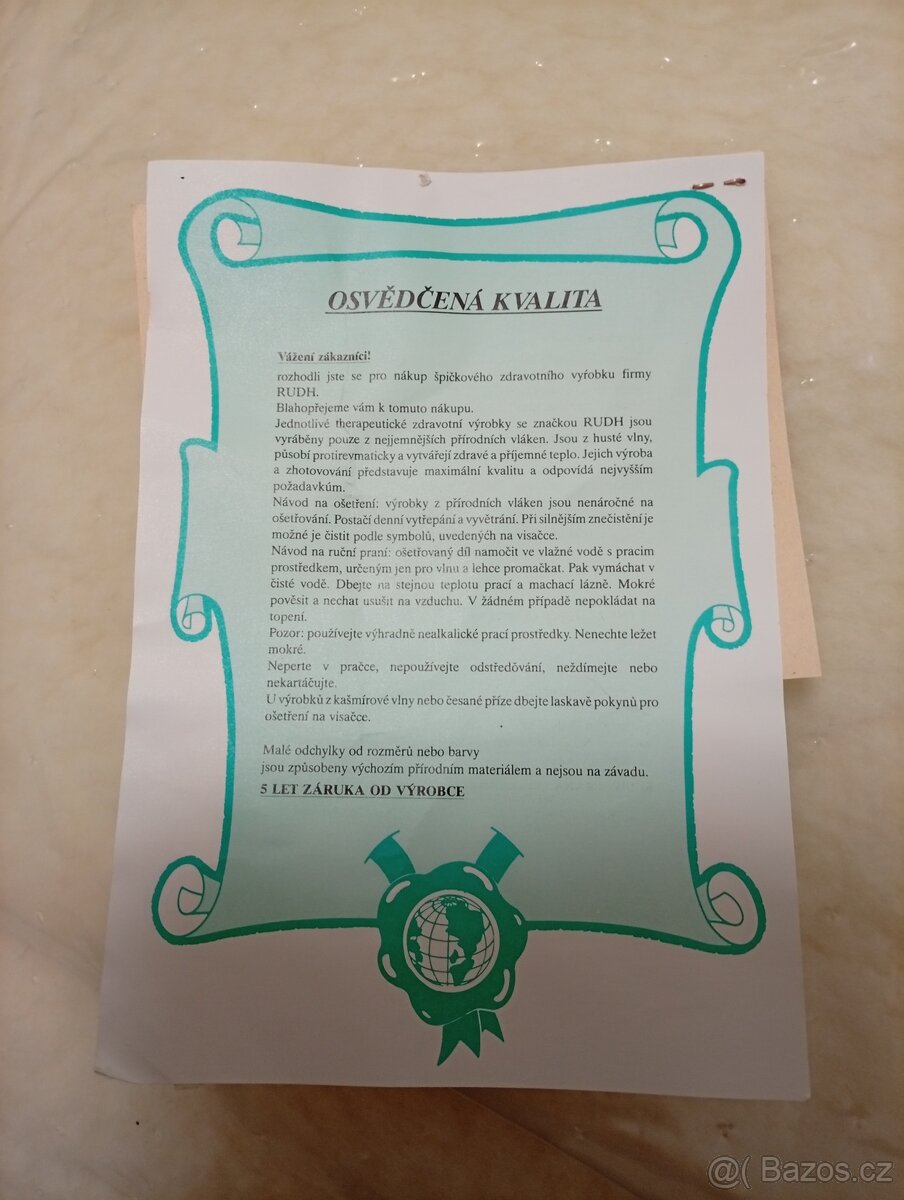 OSVĚDČENÁ KVALITA
Vážení zákazníci!
rozhodli jste se pro nákup špičkového zdravotního vyŕobku firmy
RUDH.
Blahopřejeme vám k tomuto nákupu.
Jednotlivé therapeutické zdravotní výrobky se značkou RUDH jsou
vyráběny pouze z nejjemnějších přírodních vláken. Jsou z husté vlny,
působí protirevmaticky a vytvářejí zdravé a příjemné teplo. Jejich výroba
a zhotovování představuje maximální kvalitu a odpovídá nejvyšším
požadavkúm.
Návod na ošetření: výrobky z přírodních vláken jsou nenáročné na
ošetřování. Postačí denní vytřepání a vyvětrání. Při silnějším znečistění je
možné je čistit podle symbolů, uvedenýćh na visačce.
Návod na ruční praní: ošetřovaný díl namočit ve vlažné vodě s pracim
prostředkem, určeným jen pro vlnu a lehce promačkat. Pak vymáchat v
čisté vodě. Dbejte na stejnou teplotu prací a machací lázně. Mokré
pověsit a nechat usušit na vzduchu. V žádném případě nepokládat na
topení.
Pozor: používejte výhradně nealkalické prací prostředky. Nenechte ležet
mokré.
Neperte v pračce, nepoužívejte odstředővání, neždímejte nebo
nekartáčujte.
U výrobků z kašmírové vlny nebo česané příze dbejte laskavě pokynů pro
ošetření na visačce.
Malé odchylky od rozměrů nebo barvy
jsou způsobeny výchozím přírodním materiálem a nejsou na závadu.
5 LET ZÁRUKA OD VÝROBCE
@( Bazos.cz